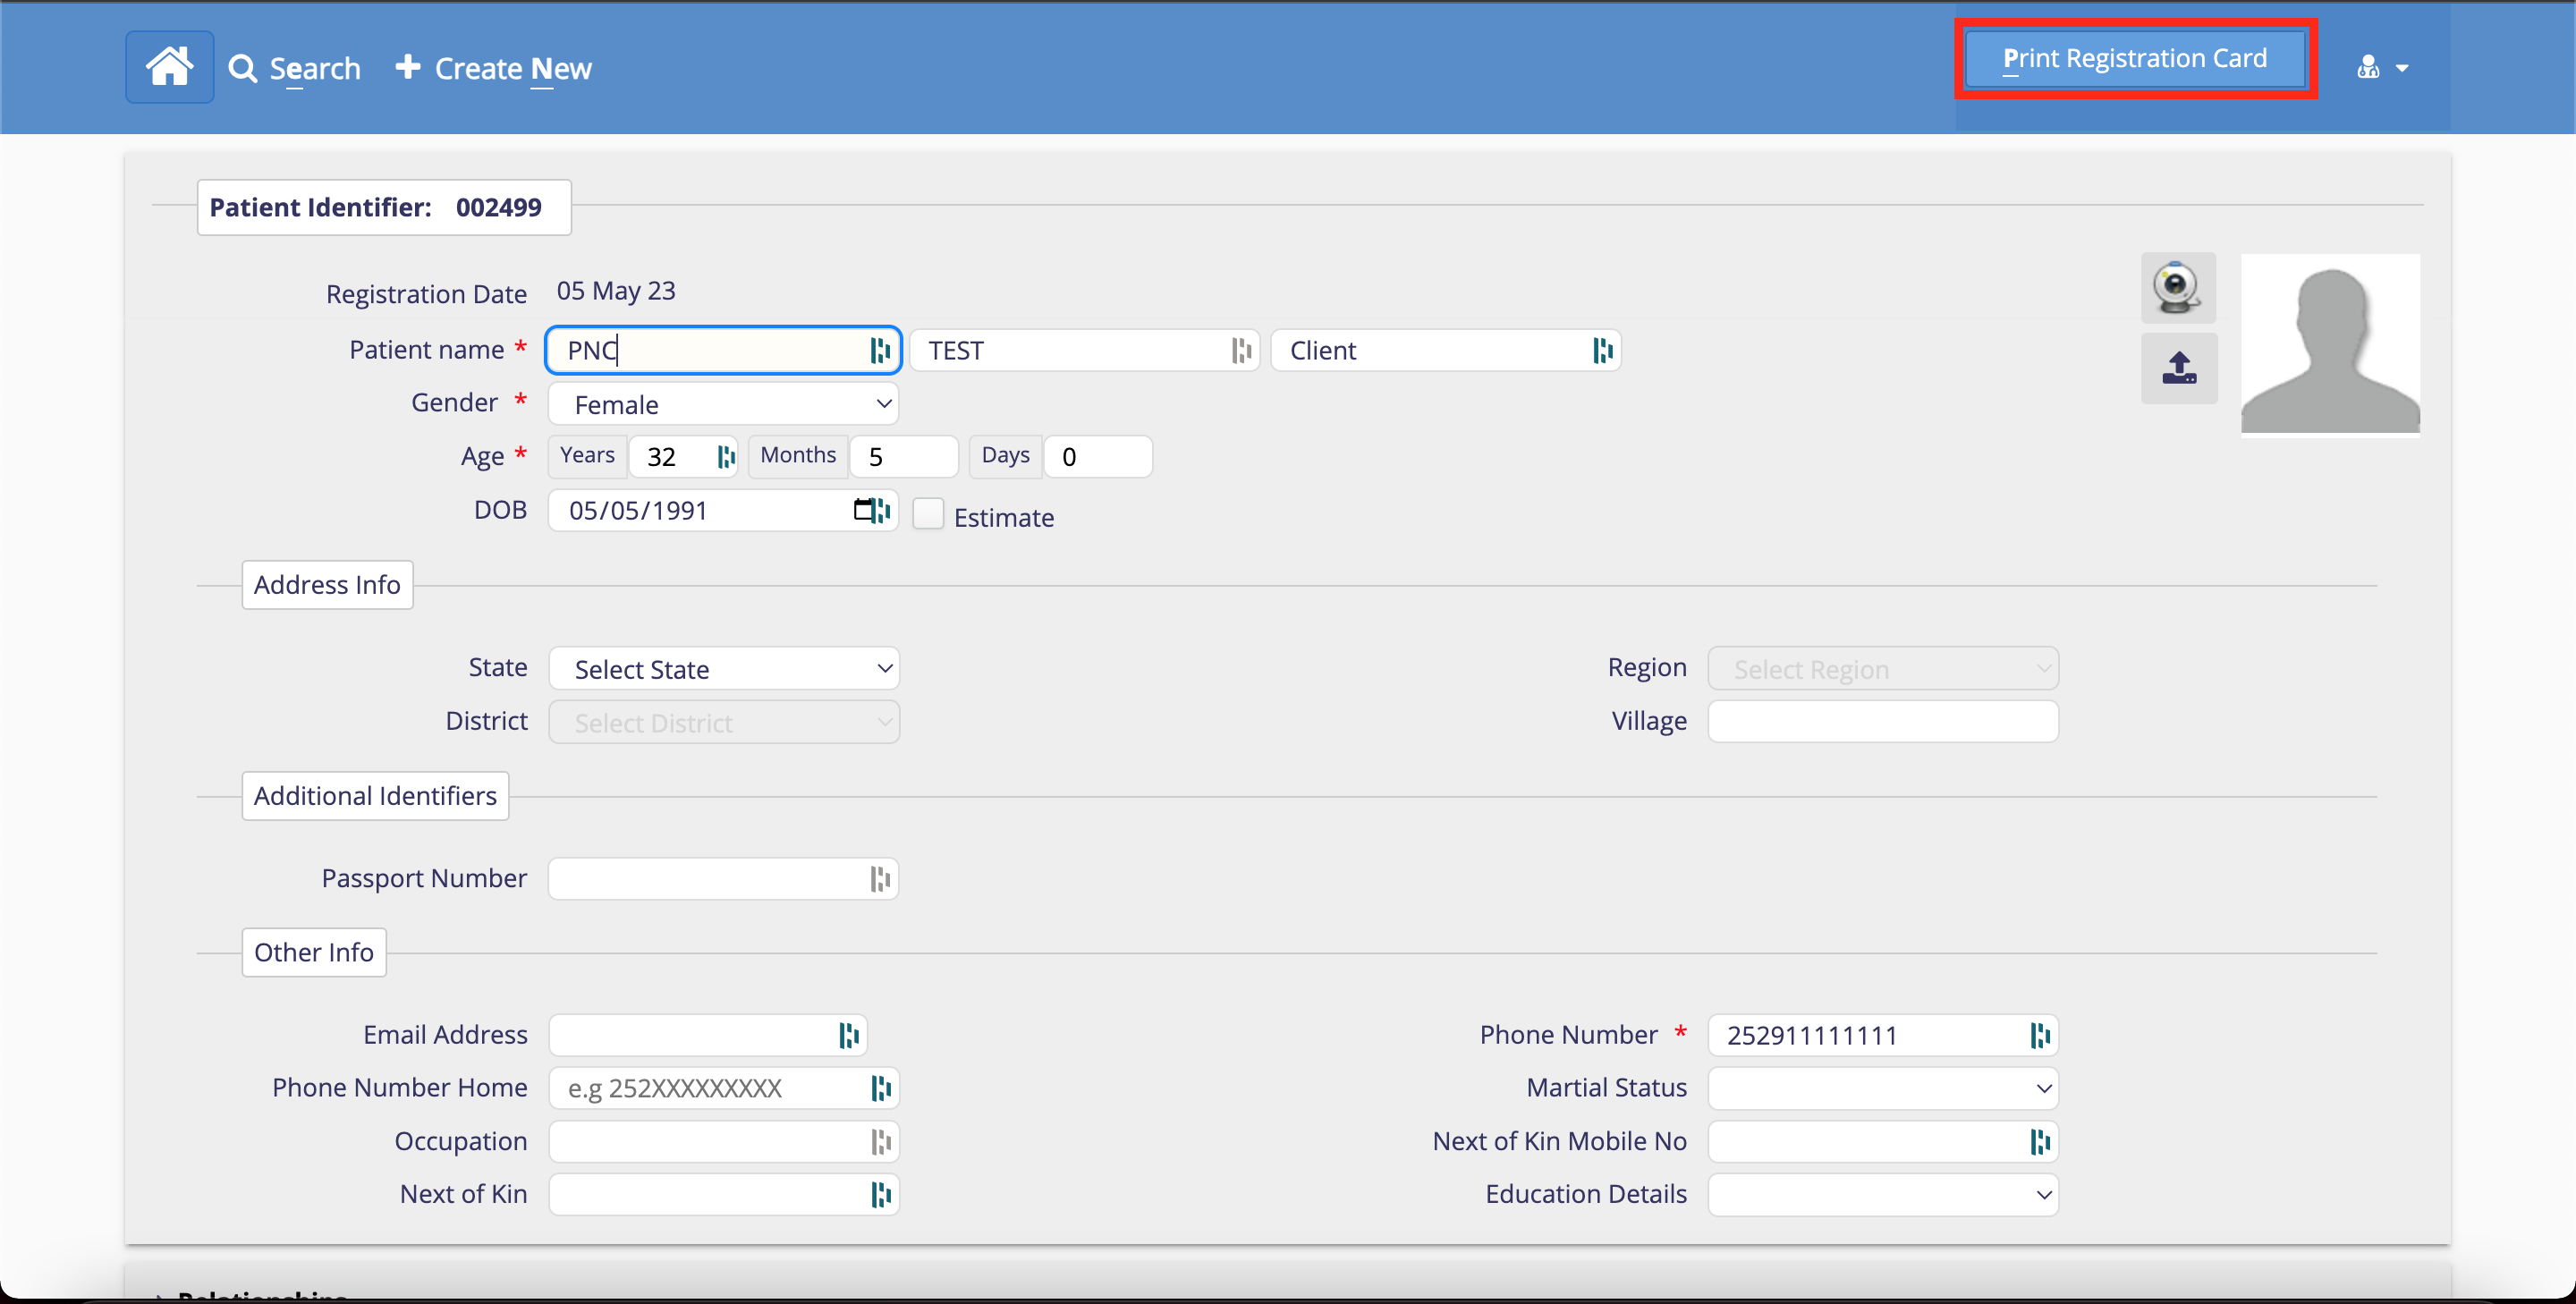 Search
Create New
Print Registration Card
Patient Identifier: 002499
Registration Date 05 May 23
Patient name * PNC TEST Client
Gender * Female
Age * Years 32 Months 5 Days 0
DOB 05/05/1991 Estimate
Address Info
State Select State Region Select Region
District Select District Village
Additional Identifiers
Passport Number
Other Info
Email Address Phone Number * 252911111111
Phone Number Home e.g 252XXXXXXXXX Martial Status
Occupation Next of Kin Mobile No
Next of Kin Education Details
Relationships